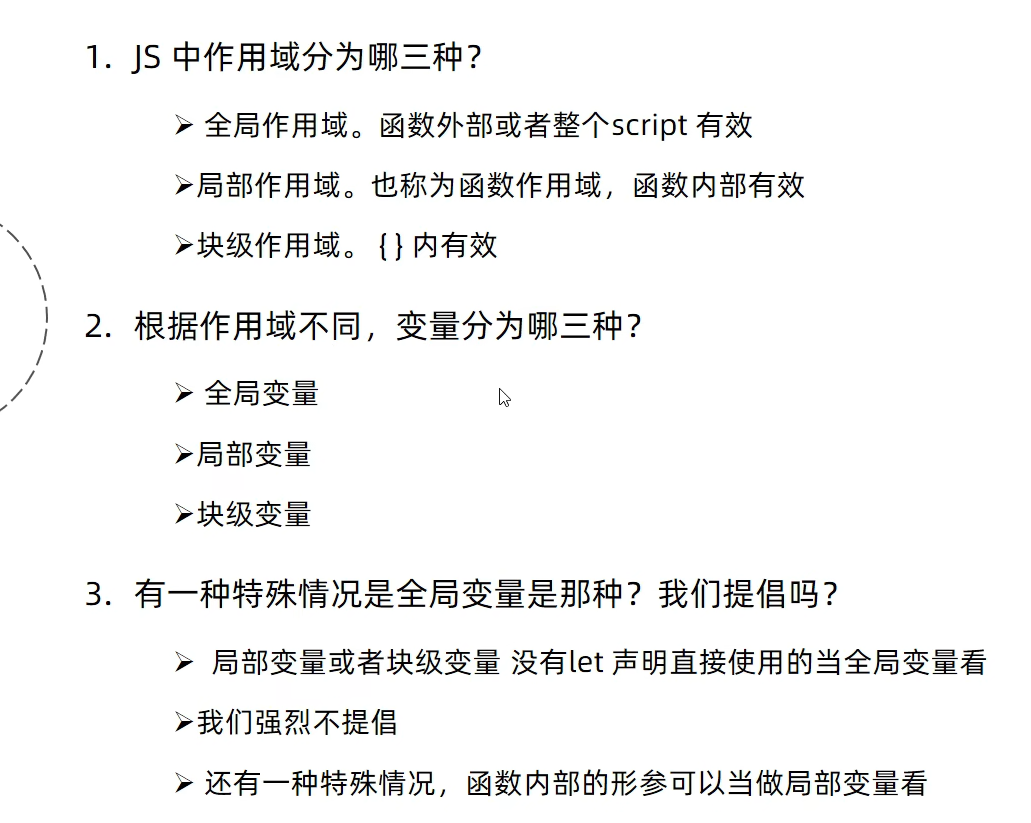 1. JS 中作用域分为哪三种？
➢ 全局作用域。函数外部或者整个script 有效
➢局部作用域。也称为函数作用域，函数内部有效
➢块级作用域。 { } 内有效
2. 根据作用域不同，变量分为哪三种？
➢ 全局变量
➢局部变量
➢块级变量
3. 有一种特殊情况是全局变量是那种？我们提倡吗？
➢ 局部变量或者块级变量 没有let 声明直接使用的当全局变量看
➢我们强烈不提倡
➢ 还有一种特殊情况，函数内部的形参可以当做局部变量看